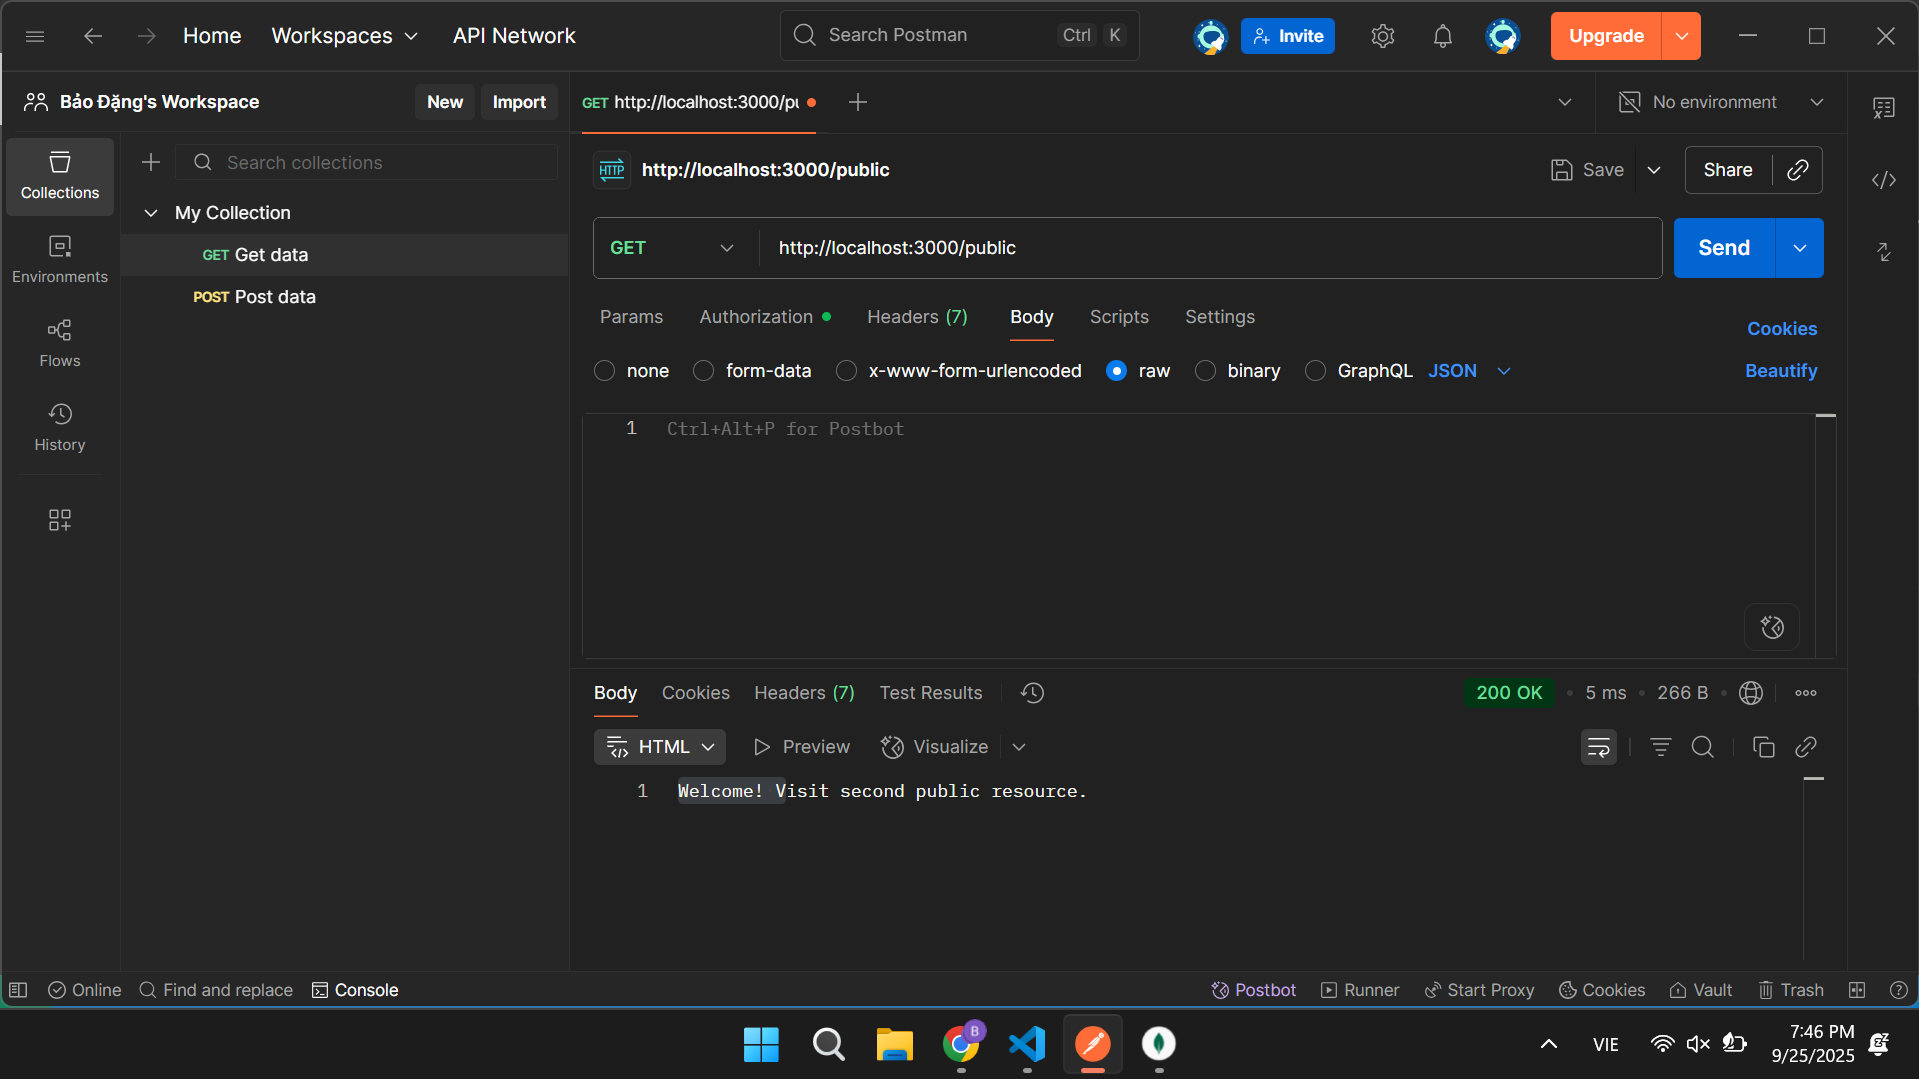 Home
Workspaces
API Network
Search Postman
Ctrl K
Invite
Upgrade
Bảo Đặng's Workspace
New
Import
GET http://localhost:3000/pu
No environment
Collections
Environments
Flows
History
Search collections
My Collection
GET Get data
POST Post data
HTTP
http://localhost:3000/public
Save
Share
GET
http://localhost:3000/public
Send
Params
Authorization
Headers (7)
Body
Scripts
Settings
Cookies
none
form-data
x-www-form-urlencoded
raw
binary
GraphQL
JSON
Beautify
1
Ctrl+Alt+P for Postbot
Body
Cookies
Headers (7)
Test Results
200 OK
5 ms
266 B
HTML
Preview
Visualize
1
Welcome! Visit second public resource.
Online
Find and replace
Console
Postbot
Runner
Start Proxy
Cookies
Vault
Trash
B
VIE
7:46 PM
9/25/2025